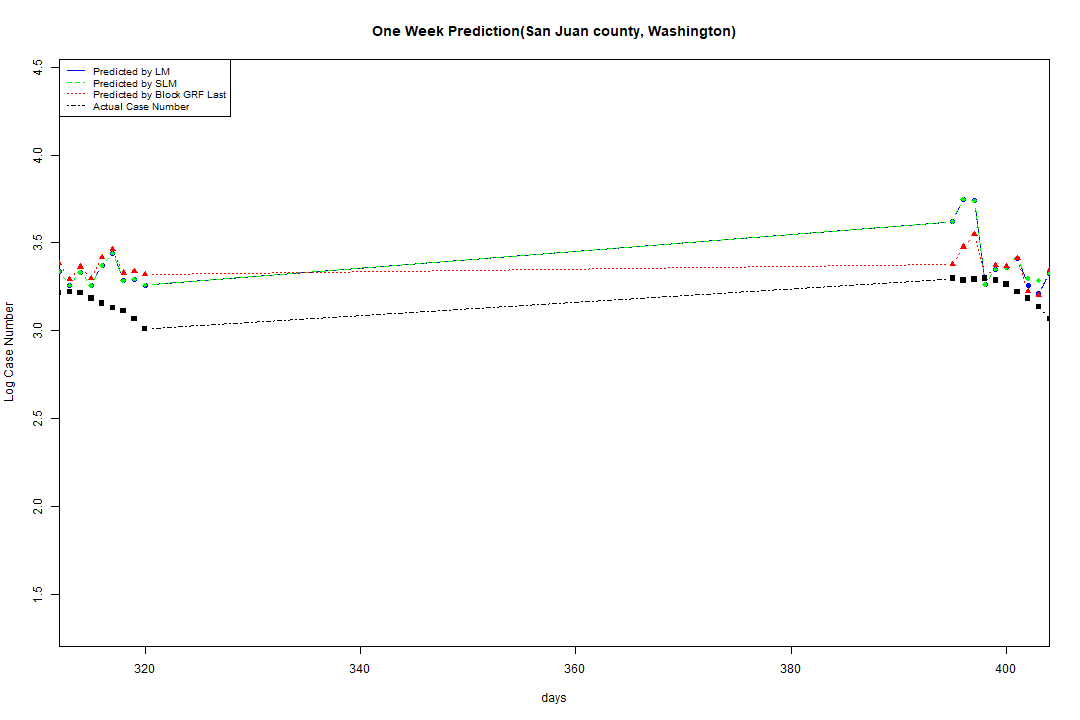 One Week Prediction(San Juan county, Washington)
Predicted by LM
Predicted by SLM
Predicted by Block GRF Last
Actual Case Number
4.5
4.0
3.5
3.0
2.5
2.0
1.5
Log Case Number
320
340
360
380
400
days